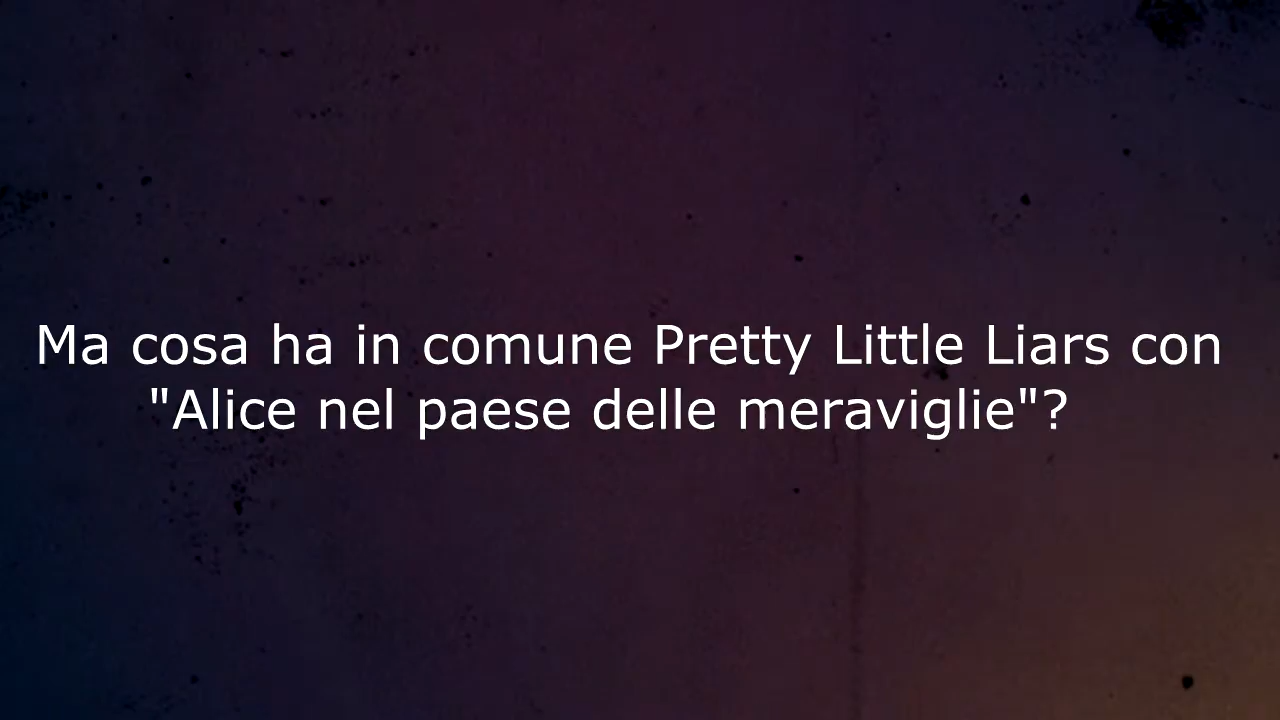 Ma cosa ha in comune Pretty Little Liars con
"Alice nel paese delle meraviglie"?